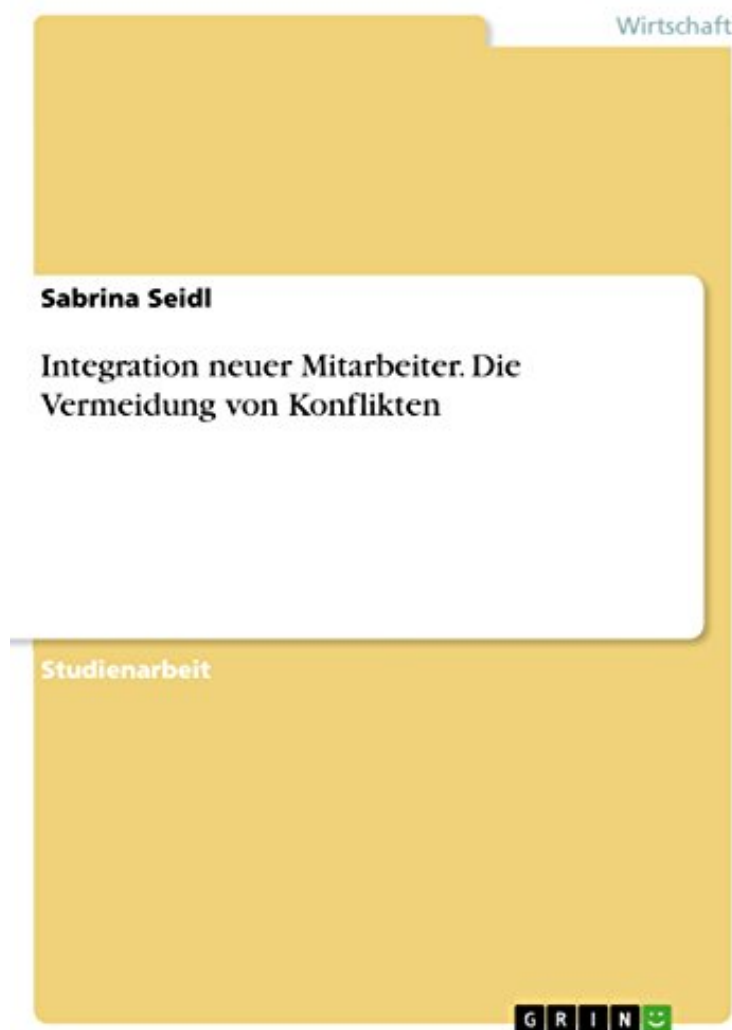 Wirtschaft
Sabrina Seidl
Integration neuer Mitarbeiter. Die
Vermeidung von Konflikten
Studienarbeit
GRIN